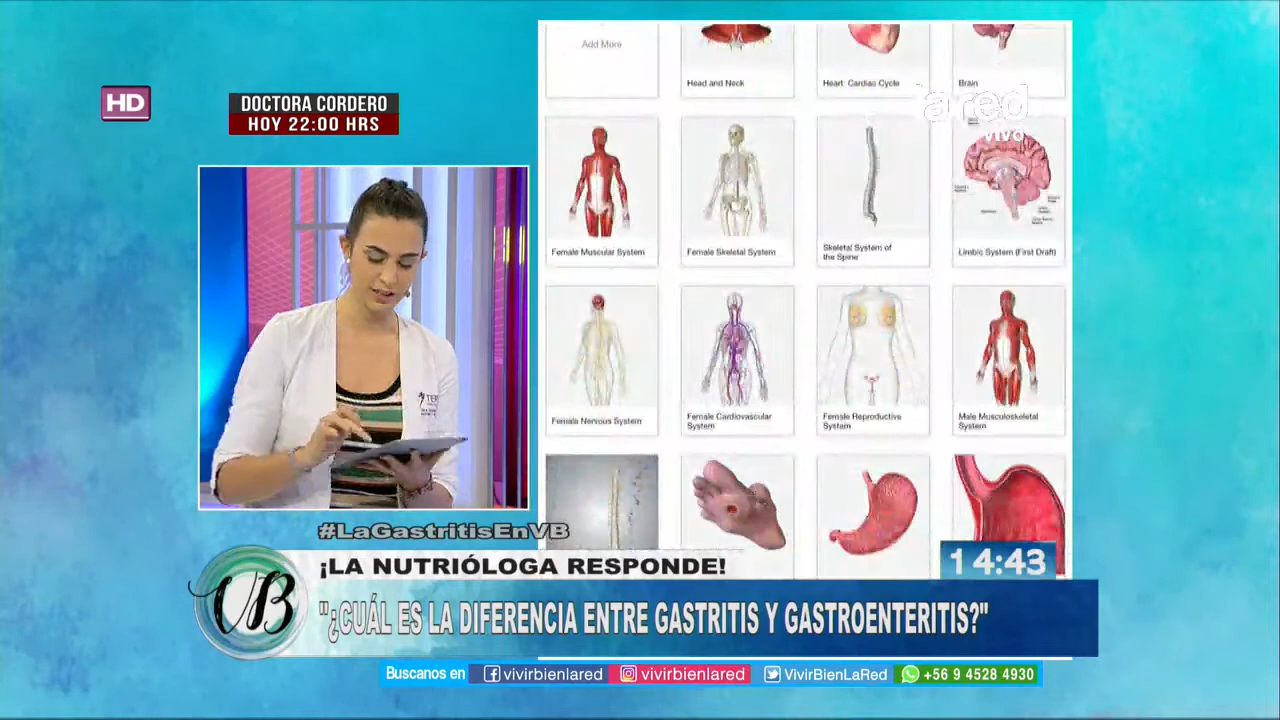 HD
DOCTORA CORDERO
HOY 22:00 HRS
Add More
Head and Neck
Heart: Cardiac Cycle
Brain
la red
vivo
Female Muscular System
Female Skeletal System
Skeletal System of
the Spine
Limbic System (First Draft)
Female Nervous System
Female Cardiovascular
System
Female Reproductive
System
Male Musculoskeletal
System
#LaGastritisEnVB
¡LA NUTRIÓLOGA RESPONDE!
14:43
VB
"¿CUÁL ES LA DIFERENCIA ENTRE GASTRITIS Y GASTROENTERITIS?"
Buscanos en
vivirbienlared
vivirbienlared
VivirBienLaRed
+56 9 4528 4930